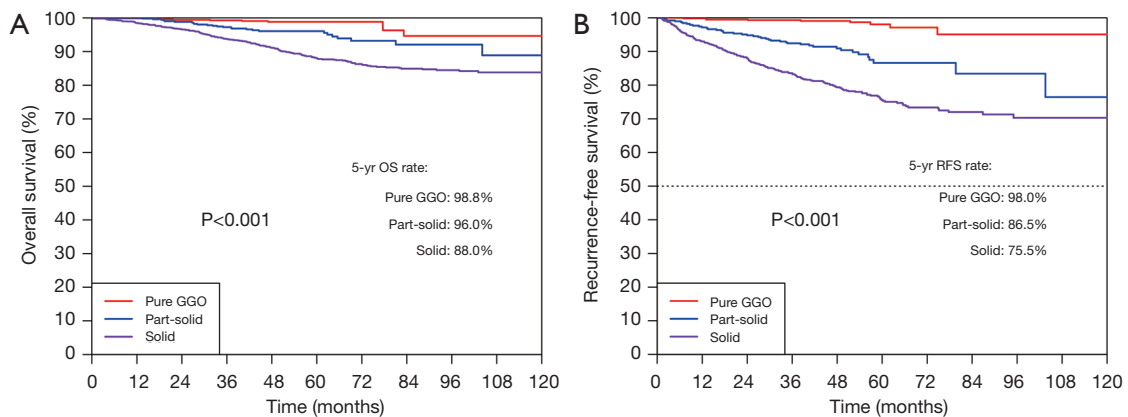 A
Overall survival (%)
100
90
80
70
60
50
40
30
20
10
0
5-yr OS rate:
Pure GGO: 98.8%
Part-solid: 96.0%
Solid: 88.0%
P<0.001
Pure GGO
Part-solid
Solid
0 12 24 36 48 60 72 84 96 108 120
Time (months)
B
Recurrence-free survival (%)
100
90
80
70
60
50
40
30
20
10
0
5-yr RFS rate:
Pure GGO: 98.0%
Part-solid: 86.5%
Solid: 75.5%
P<0.001
Pure GGO
Part-solid
Solid
0 12 24 36 48 60 72 84 96 108 120
Time (months)